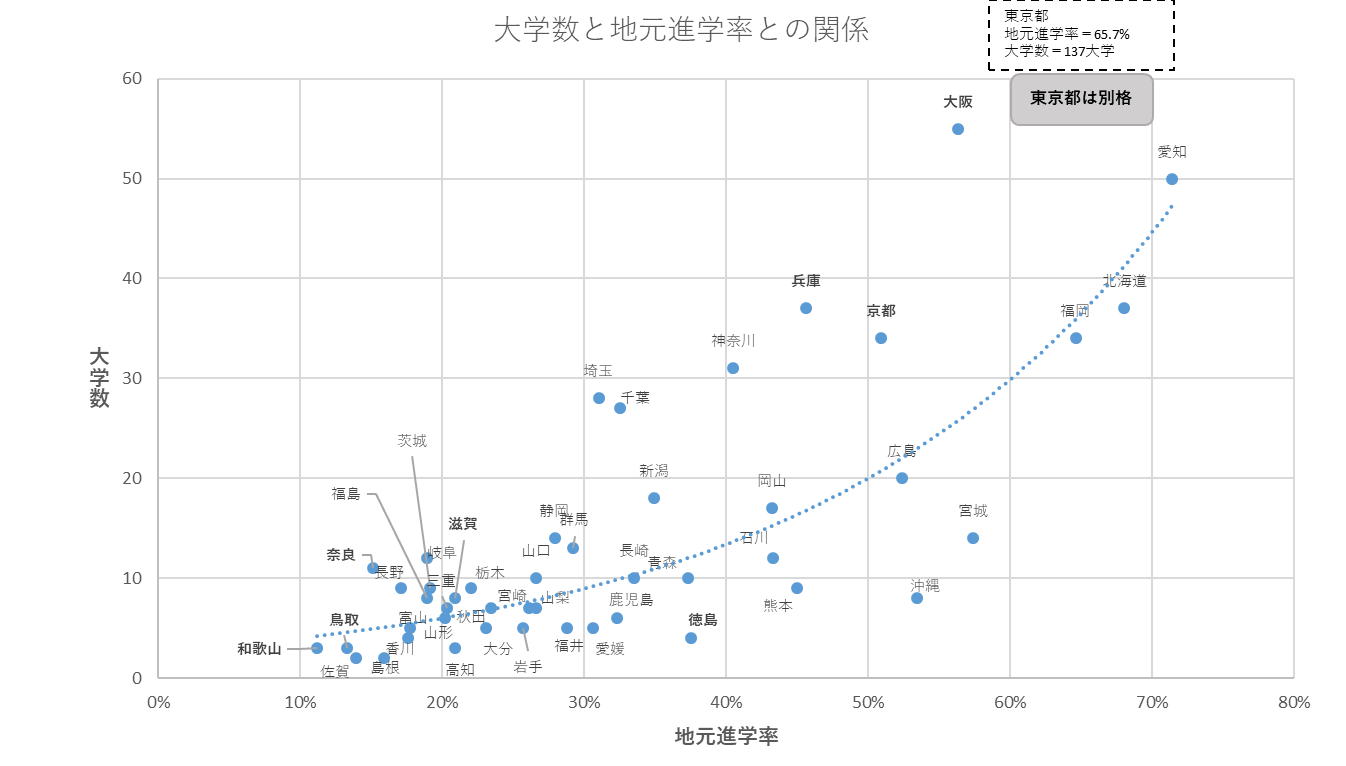 大学数と地元進学率との関係
東京都
地元進学率＝65.7%
大学数＝137大学
東京都は別格
60
50
40
30
20
10
0
大学数
大阪
愛知
兵庫
北海道
京都
福岡
神奈川
埼玉
千葉
茨城
広島
新潟
岡山
福島
静岡
宮城
群馬
滋賀
石川
奈良
岐阜
山口
長崎
青森
長野
三重
栃木
沖縄
宮崎
山梨
鹿児島
熊本
鳥取
富山
秋田
徳島
山形
和歌山
香川
大分
福井
愛媛
佐賀
島根
高知
岩手
0%
10%
20%
30%
40%
50%
60%
70%
80%
地元進学率